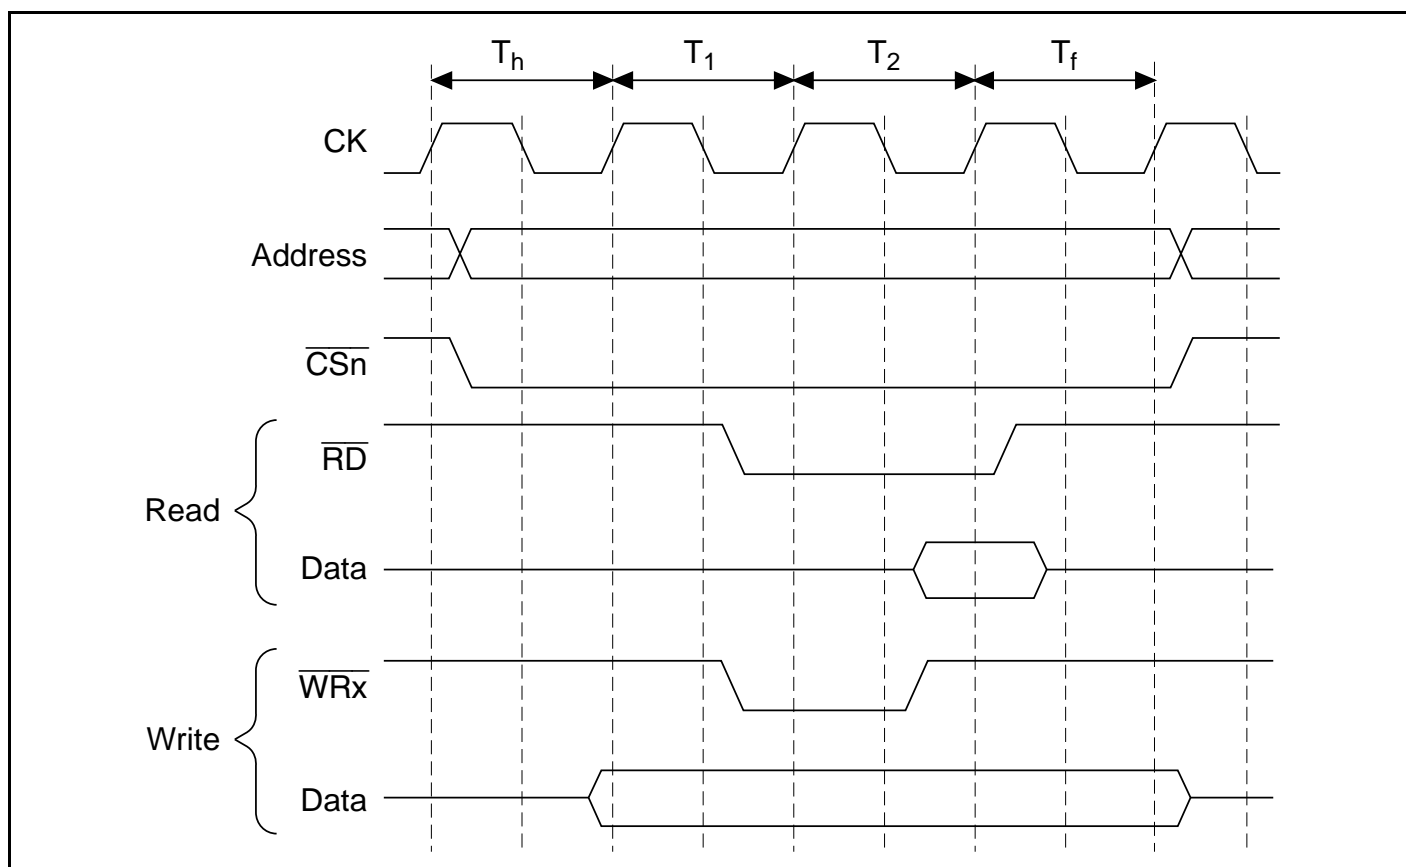 Th T1 T2 Tf
CK
Address
CSn
RD
Read
Data
WRx
Write
Data